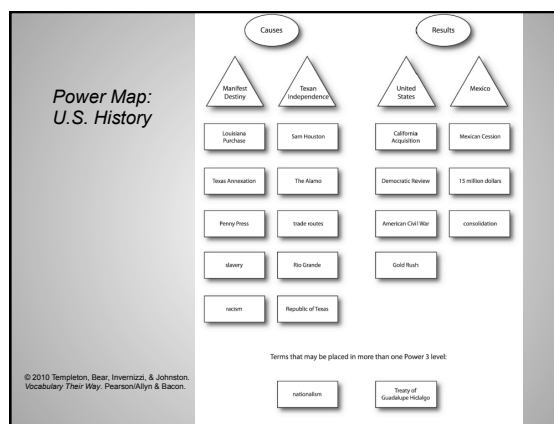 Power Map:
U.S. History
Causes
Results
Manifest
Destiny
Texan
Independence
United
States
Mexico
Louisiana
Purchase
Sam Houston
California
Acquisition
Mexican Cession
Texas Annexation
The Alamo
Democratic Review
15 million dollars
Penny Press
trade routes
American Civil War
consolidation
slavery
Rio Grande
Gold Rush
racism
Republic of Texas
Terms that may be placed in more than one Power 3 level:
nationalism
Treaty of
Guadalupe Hidalgo
© 2010 Templeton, Bear, Invernizzi, & Johnston.
Vocabulary Their Way. Pearson/Allyn & Bacon.